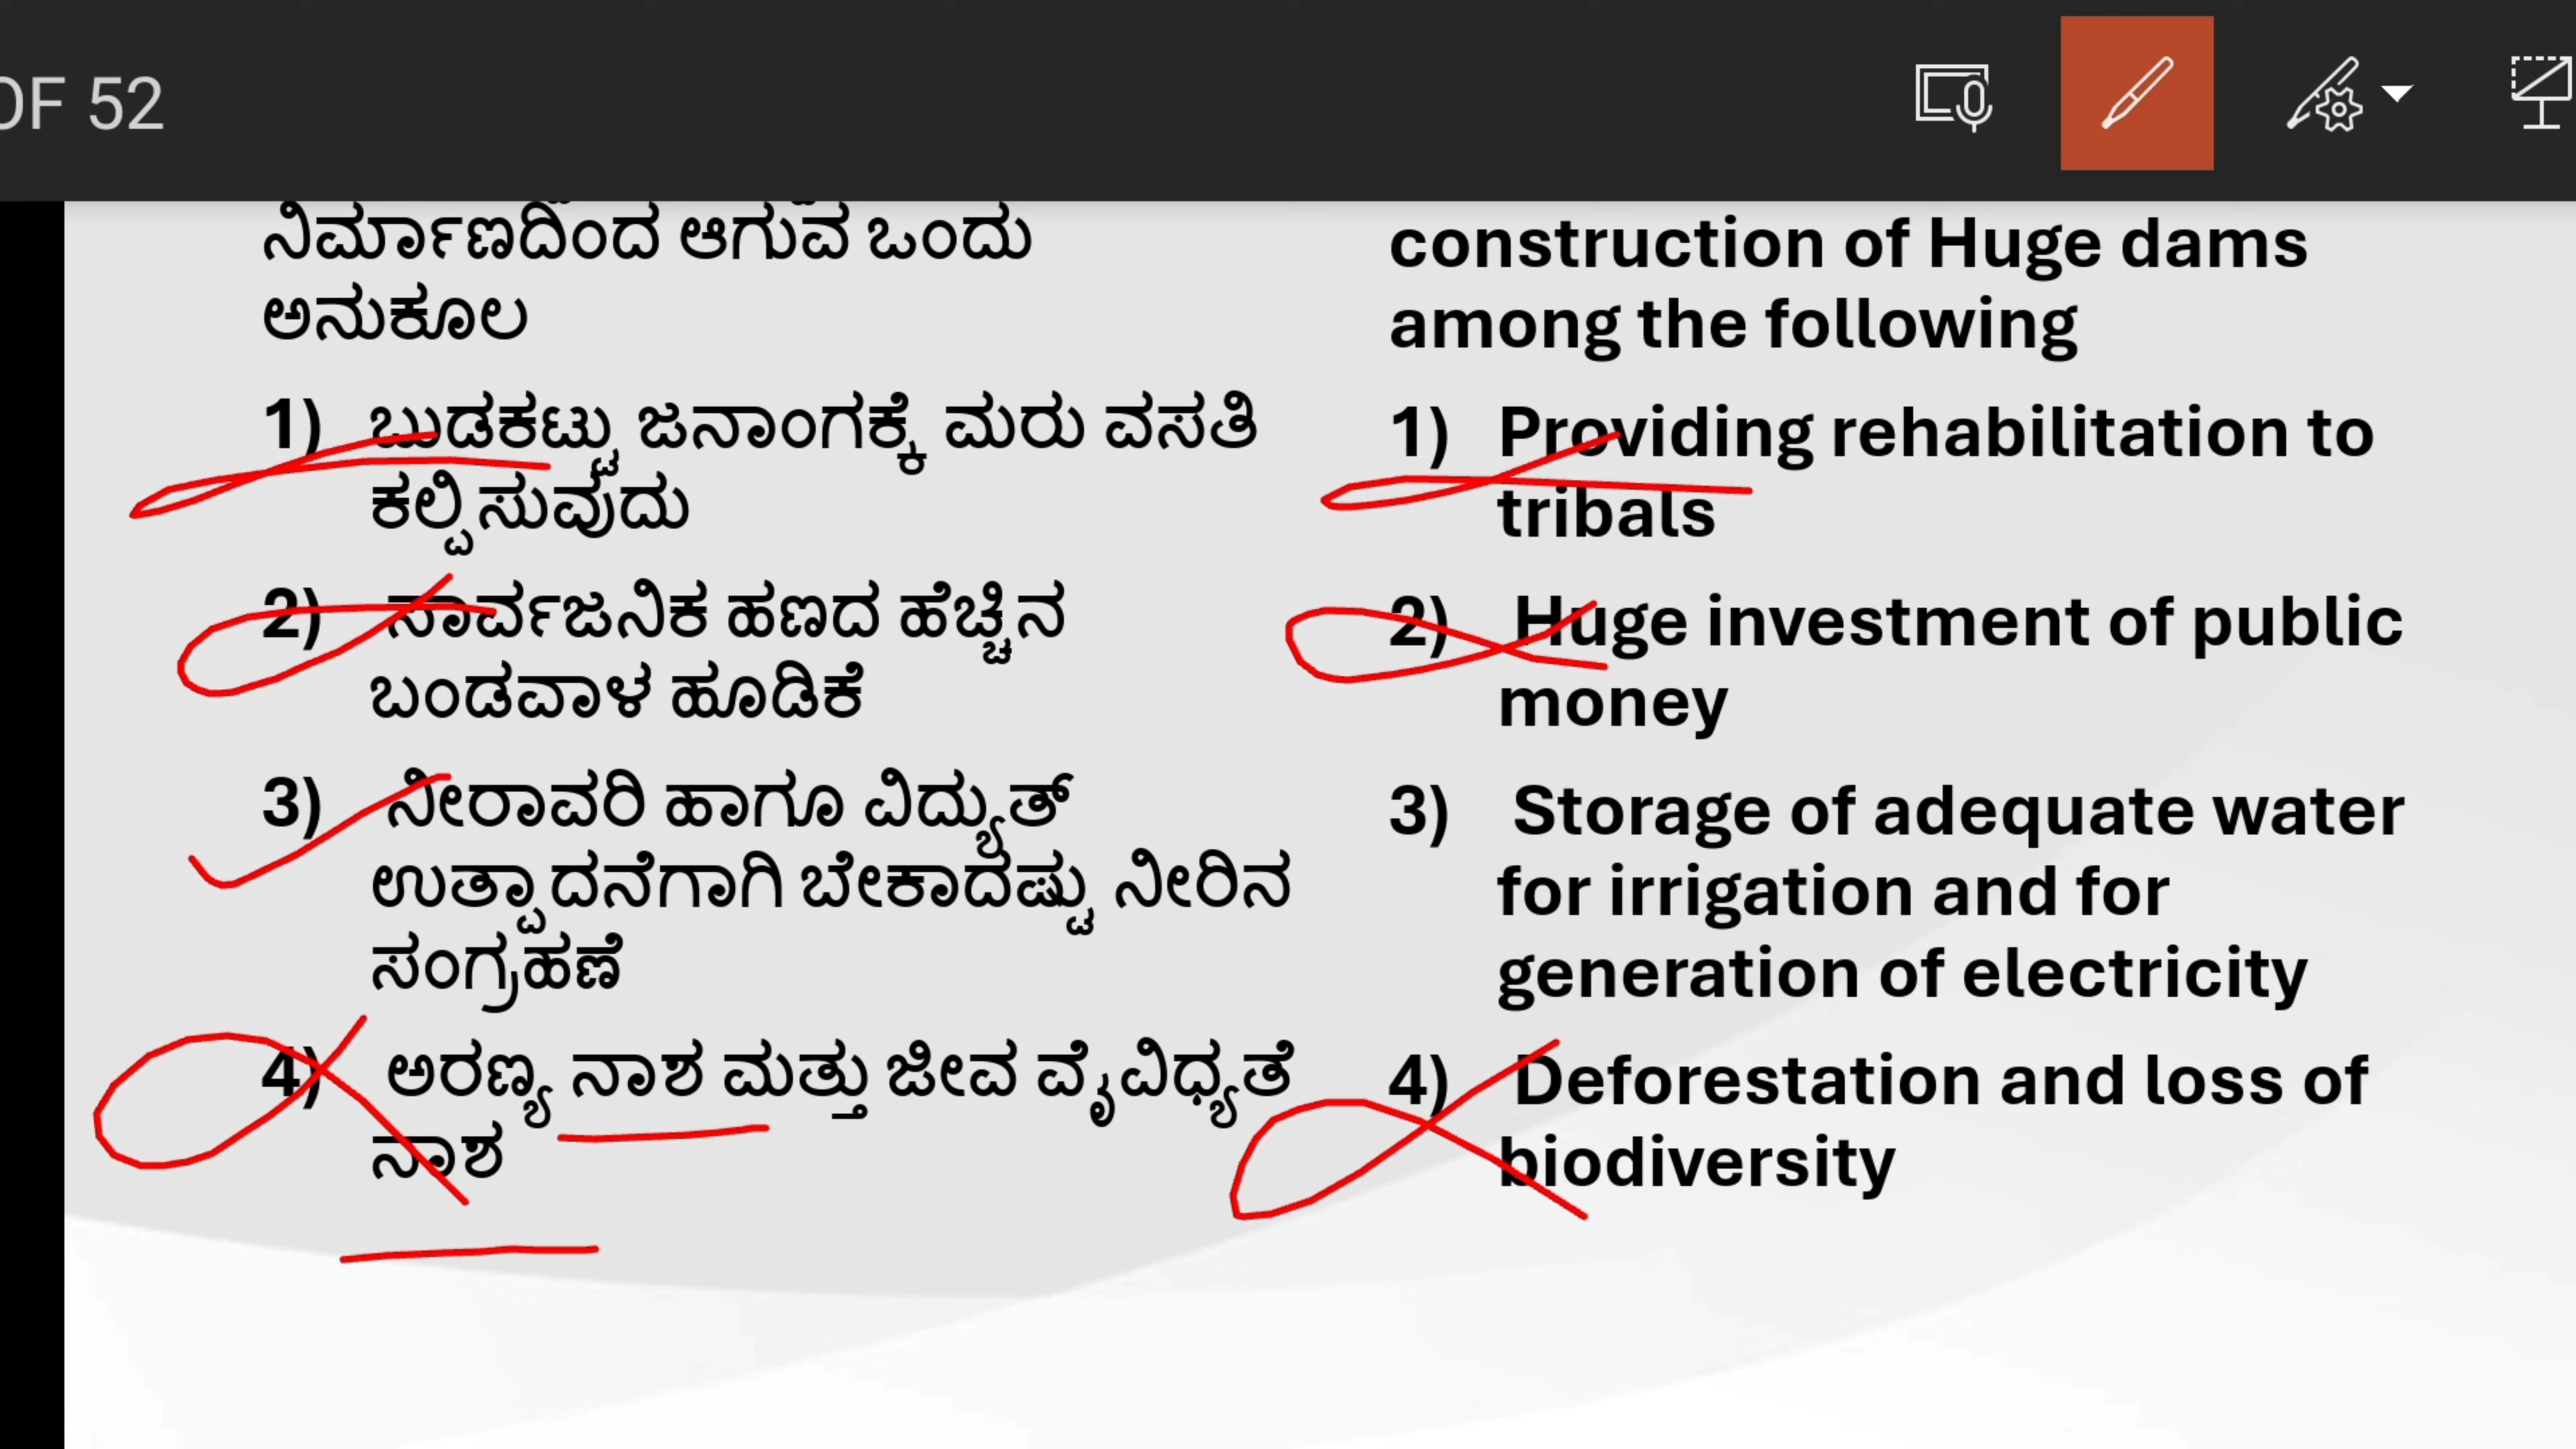 OF 52
ನಿರ್ಮಾಣದಿಂದ ಆಗುವ ಒಂದು
ಅನುಕೂಲ
1) ಬುಡಕಟ್ಟು ಜನಾಂಗಕ್ಕೆ ಮರು ವಸತಿ
ಕಲ್ಪಿಸುವುದು
2) ಸಾರ್ವಜನಿಕ ಹಣದ ಹೆಚ್ಚಿನ
ಬಂಡವಾಳ ಹೂಡಿಕೆ
3) ನೀರಾವರಿ ಹಾಗೂ ವಿದ್ಯುತ್
ಉತ್ಪಾದನೆಗಾಗಿ ಬೇಕಾದಷ್ಟು ನೀರಿನ
ಸಂಗ್ರಹಣೆ
4) ಅರಣ್ಯ ನಾಶ ಮತ್ತು ಜೀವ ವೈವಿಧ್ಯತೆ
ನಾಶ
construction of Huge dams
among the following
1) Providing rehabilitation to
tribals
2) Huge investment of public
money
3) Storage of adequate water
for irrigation and for
generation of electricity
4) Deforestation and loss of
biodiversity